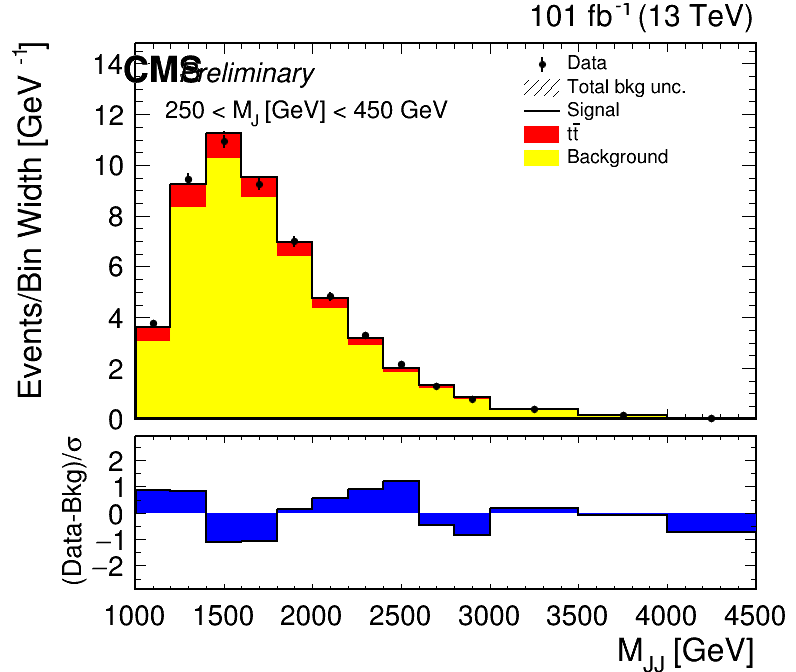 101 fb⁻¹ (13 TeV)
CMS Preliminary
250 < M_J [GeV] < 450 GeV
Data
Total bkg unc.
Signal
tt̄
Background
Events/Bin Width [GeV⁻¹]
14
12
10
8
6
4
2
0
(Data-Bkg)/σ
2
1
0
−1
−2
1000 1500 2000 2500 3000 3500 4000 4500
M_JJ [GeV]